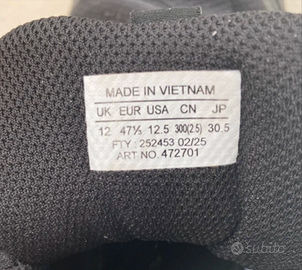 MADE IN VIETNAM
UK EUR USA CN JP
12 47⅓ 12.5 300(2.5) 30.5
FTY : 252453 02/25
ART NO. 472701
subito